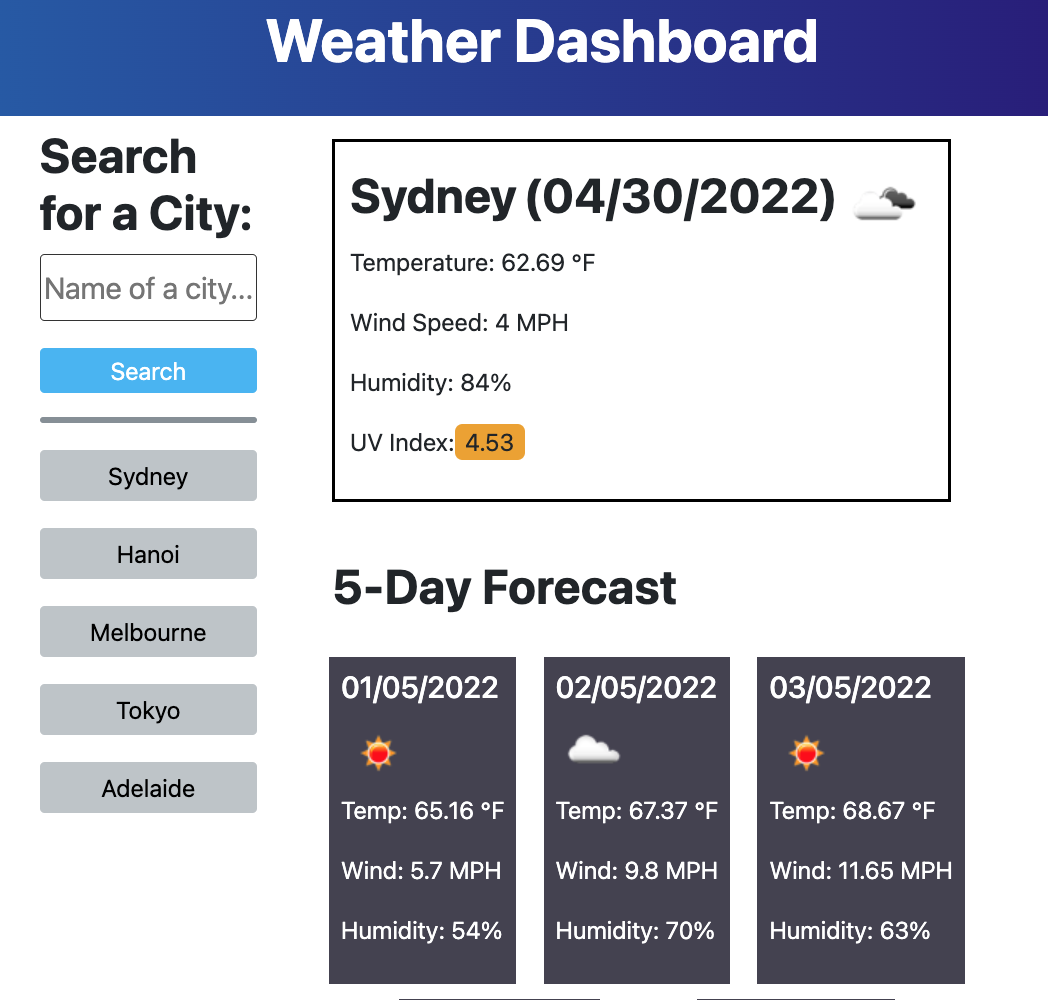 Weather Dashboard
Search
for a City:
Name of a city...
Search
Sydney
Hanoi
Melbourne
Tokyo
Adelaide
Sydney (04/30/2022)
Temperature: 62.69 °F
Wind Speed: 4 MPH
Humidity: 84%
UV Index: 4.53
5-Day Forecast
01/05/2022
Temp: 65.16 °F
Wind: 5.7 MPH
Humidity: 54%
02/05/2022
Temp: 67.37 °F
Wind: 9.8 MPH
Humidity: 70%
03/05/2022
Temp: 68.67 °F
Wind: 11.65 MPH
Humidity: 63%